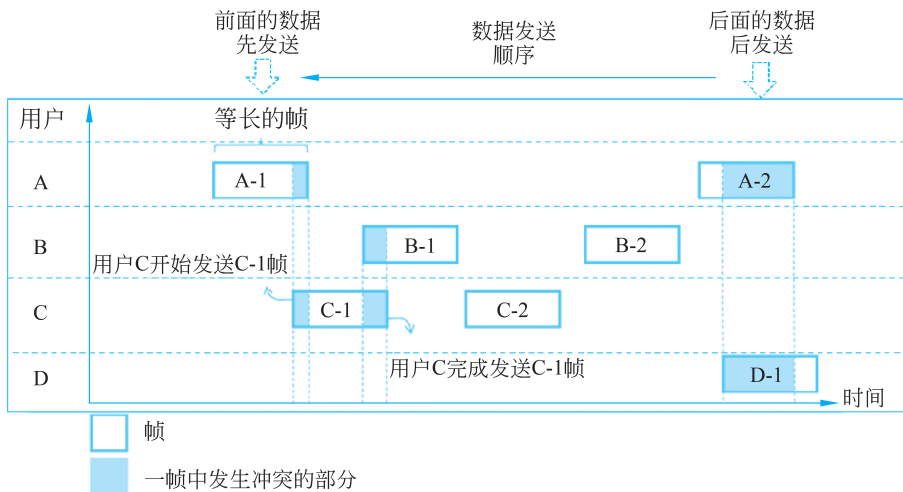 前面的数据
先发送
数据发送
顺序
后面的数据
后发送
用户
等长的帧
A
A-1
A-2
B
B-1
B-2
用户C开始发送C-1帧
C
C-1
C-2
用户C完成发送C-1帧
D
D-1
时间
帧
一帧中发生冲突的部分